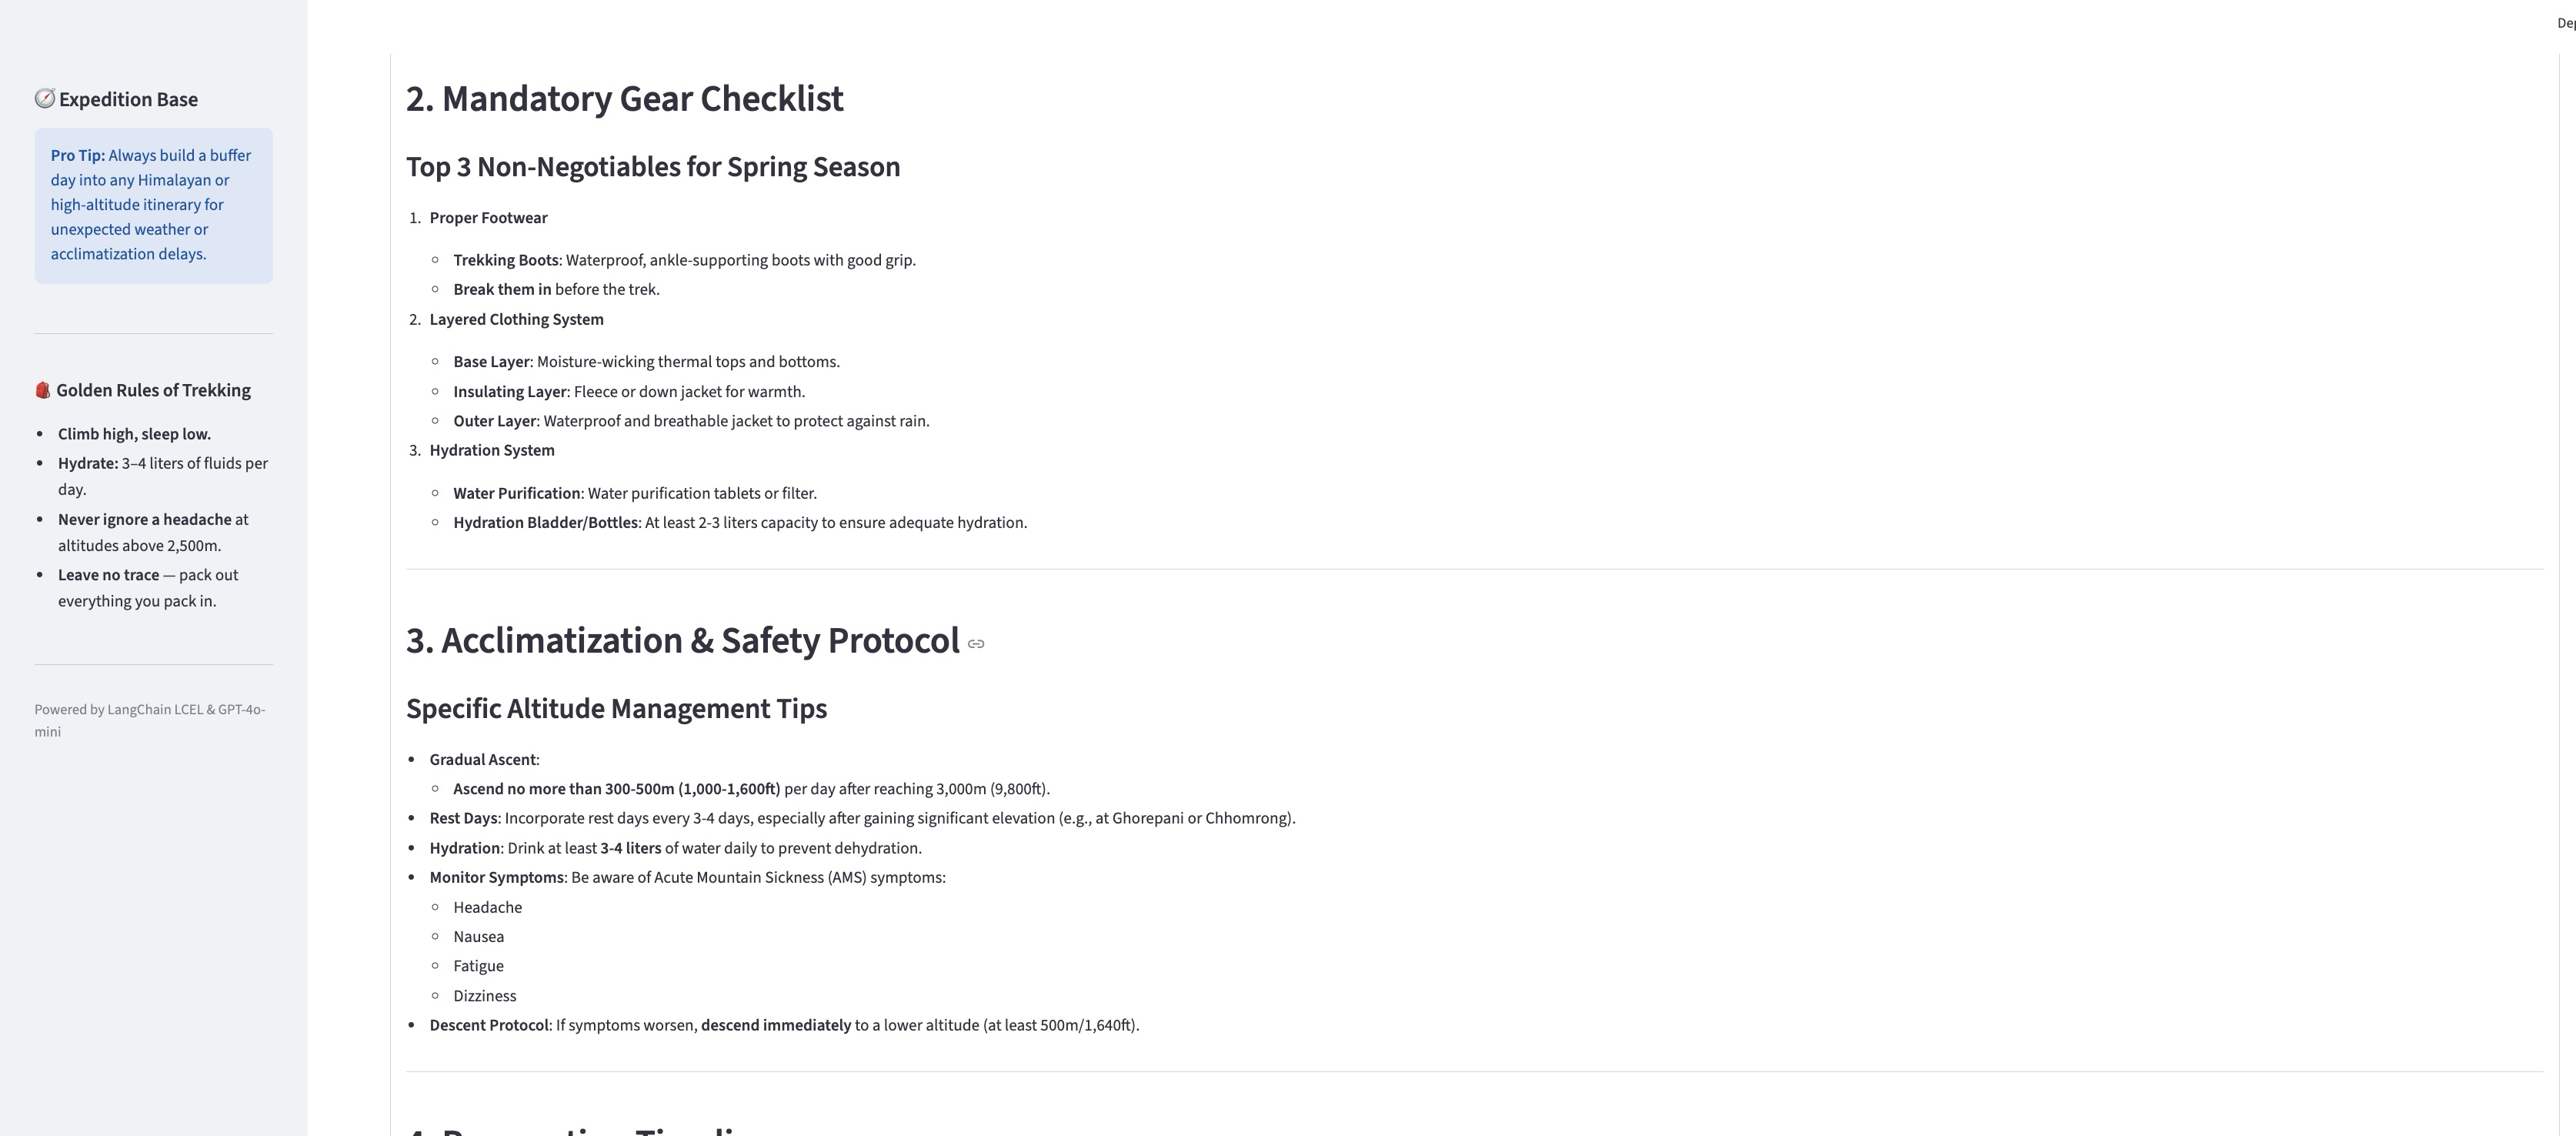 Dep
🧭 Expedition Base
Pro Tip: Always build a buffer
day into any Himalayan or
high-altitude itinerary for
unexpected weather or
acclimatization delays.
🎒 Golden Rules of Trekking
• Climb high, sleep low.
• Hydrate: 3–4 liters of fluids per
day.
• Never ignore a headache at
altitudes above 2,500m.
• Leave no trace — pack out
everything you pack in.
Powered by LangChain LCEL & GPT-4o-
mini
2. Mandatory Gear Checklist
Top 3 Non-Negotiables for Spring Season
1. Proper Footwear
○ Trekking Boots: Waterproof, ankle-supporting boots with good grip.
○ Break them in before the trek.
2. Layered Clothing System
○ Base Layer: Moisture-wicking thermal tops and bottoms.
○ Insulating Layer: Fleece or down jacket for warmth.
○ Outer Layer: Waterproof and breathable jacket to protect against rain.
3. Hydration System
○ Water Purification: Water purification tablets or filter.
○ Hydration Bladder/Bottles: At least 2-3 liters capacity to ensure adequate hydration.
3. Acclimatization & Safety Protocol
Specific Altitude Management Tips
• Gradual Ascent:
○ Ascend no more than 300-500m (1,000-1,600ft) per day after reaching 3,000m (9,800ft).
• Rest Days: Incorporate rest days every 3-4 days, especially after gaining significant elevation (e.g., at Ghorepani or Chhomrong).
• Hydration: Drink at least 3-4 liters of water daily to prevent dehydration.
• Monitor Symptoms: Be aware of Acute Mountain Sickness (AMS) symptoms:
○ Headache
○ Nausea
○ Fatigue
○ Dizziness
• Descent Protocol: If symptoms worsen, descend immediately to a lower altitude (at least 500m/1,640ft).